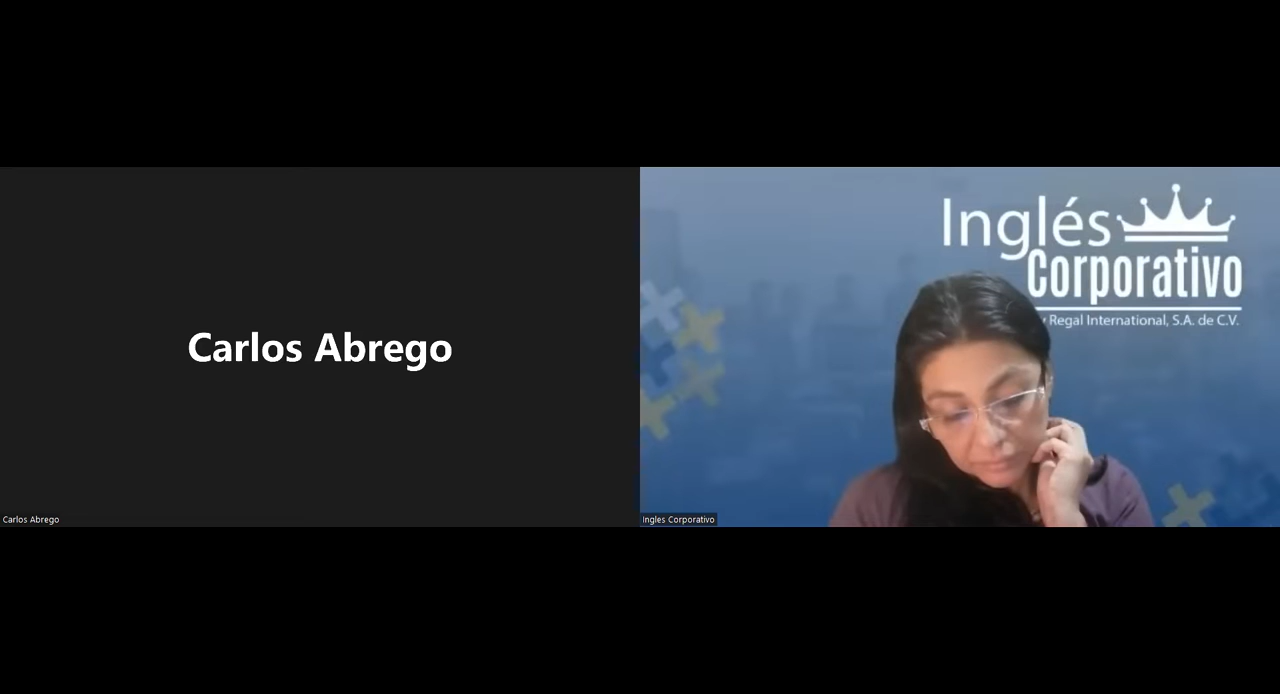 Carlos Abrego
Carlos Abrego
Inglés
Corporativo
y Regal International, S.A. de C.V.
Ingles Corporativo